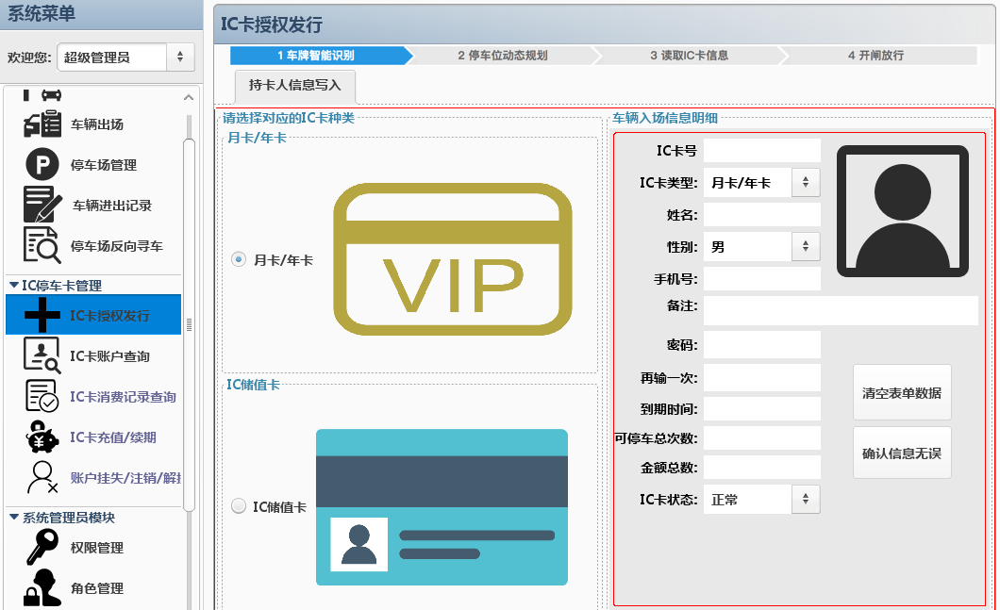 系统菜单
欢迎您:
超级管理员
车辆出场
停车场管理
车辆进出记录
停车场反向寻车
IC停车卡管理
IC卡授权发行
IC卡账户查询
IC卡消费记录查询
IC卡充值/续期
账户挂失/注销/解挂
系统管理员模块
权限管理
角色管理
IC卡授权发行
1 车牌智能识别
2 停车位动态规划
3 读取IC卡信息
4 开闸放行
持卡人信息写入
请选择对应的IC卡种类
月卡/年卡
月卡/年卡
VIP
IC储值卡
IC储值卡
车辆入场信息明细
IC卡号
IC卡类型:
月卡/年卡
姓名:
性别:
男
手机号:
备注:
密码:
再输一次:
到期时间:
可停车总次数:
金额总数:
IC卡状态:
正常
清空表单数据
确认信息无误